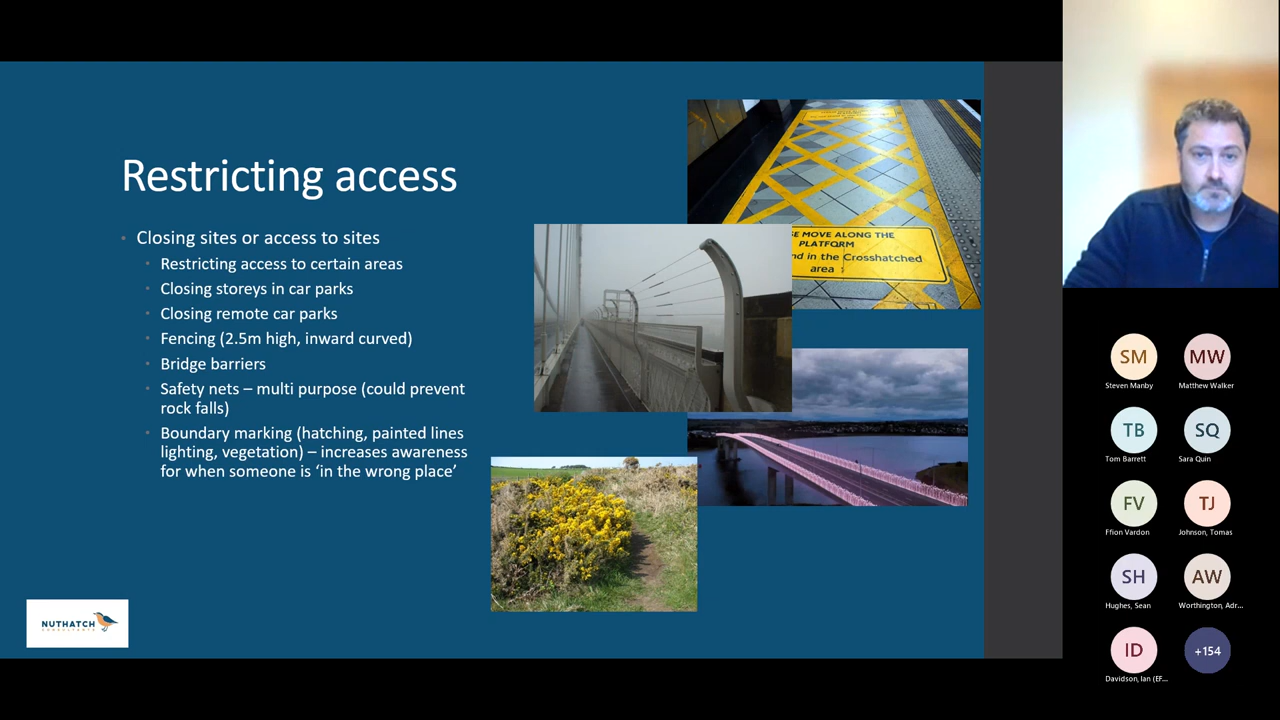 Restricting access
Closing sites or access to sites
Restricting access to certain areas
Closing storeys in car parks
Closing remote car parks
Fencing (2.5m high, inward curved)
Bridge barriers
Safety nets – multi purpose (could prevent
rock falls)
Boundary marking (hatching, painted lines
lighting, vegetation) – increases awareness
for when someone is ‘in the wrong place’
MOVE ALONG THE
PLATFORM
in the Crosshatched
area
NUTHATCH
SM
MW
Steven Manby
Matthew Walker
TB
SQ
Tom Barrett
Sara Quin
FV
TJ
Ffion Vardon
Johnson, Tomas
SH
AW
Hughes, Sean
Worthington, Adr...
ID
+154
Davidson, Ian (EF...